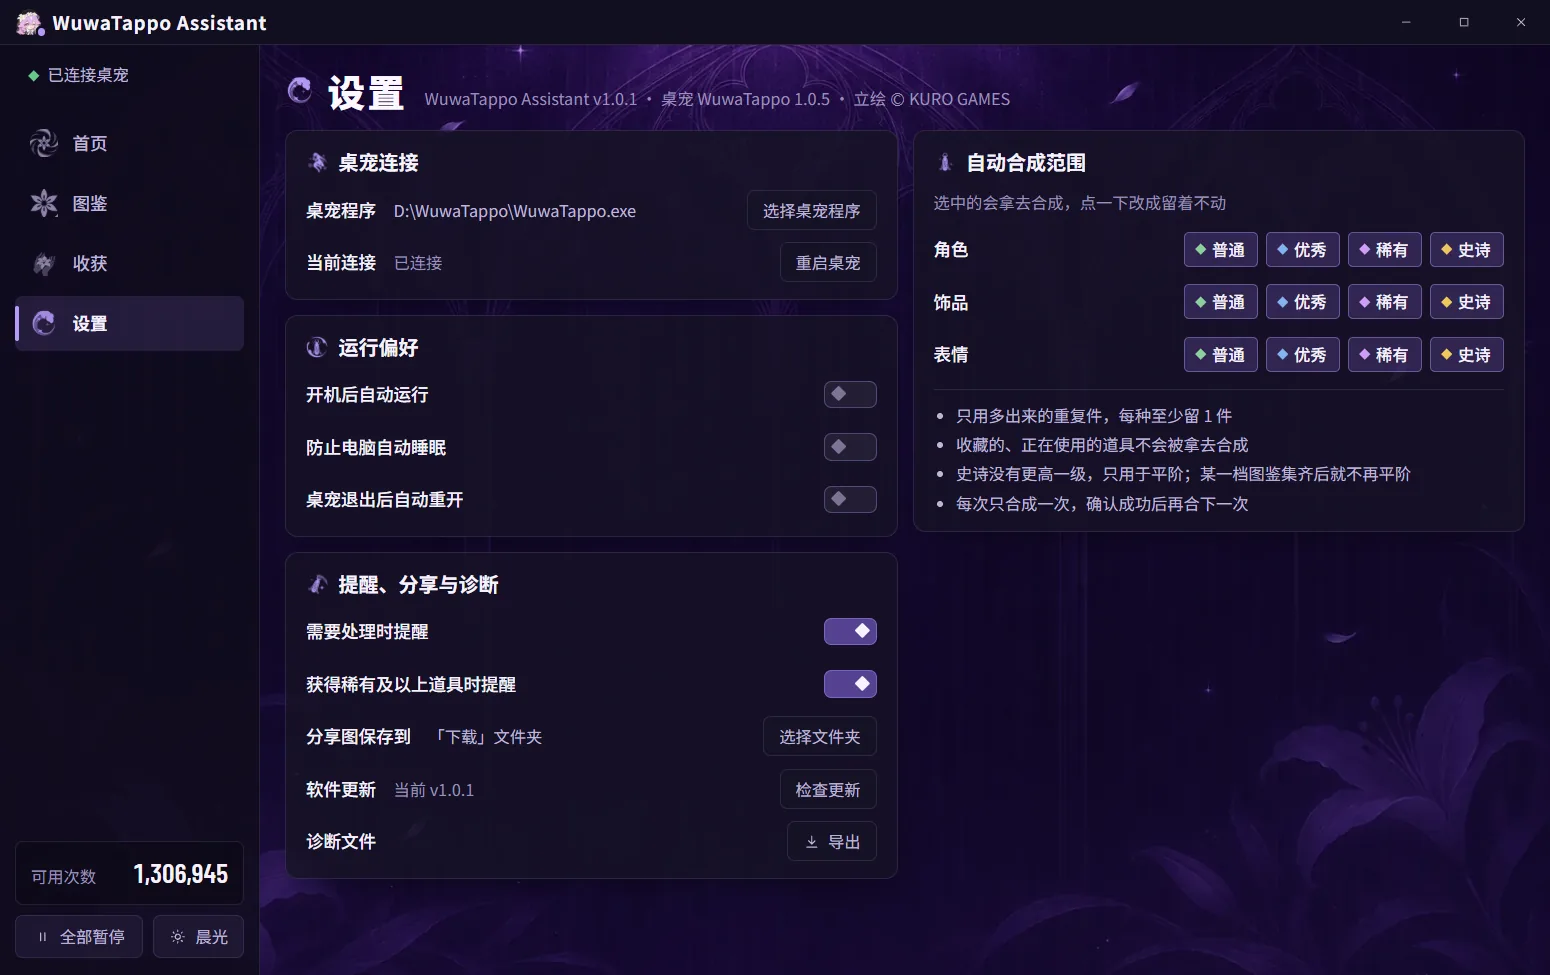 WuwaTappo Assistant
已连接桌宠
首页
图鉴
收获
设置
可用次数 1,306,945
全部暂停 晨光
设置 WuwaTappo Assistant v1.0.1 • 桌宠 WuwaTappo 1.0.5 • 立绘 © KURO GAMES
桌宠连接
桌宠程序 D:\WuwaTappo\WuwaTappo.exe 选择桌宠程序
当前连接 已连接 重启桌宠
运行偏好
开机后自动运行
防止电脑自动睡眠
桌宠退出后自动重开
提醒、分享与诊断
需要处理时提醒
获得稀有及以上道具时提醒
分享图保存到 「下载」文件夹 选择文件夹
软件更新 当前 v1.0.1 检查更新
诊断文件 导出
自动合成范围
选中的会拿去合成，点一下改成留着不动
角色 普通 优秀 稀有 史诗
饰品 普通 优秀 稀有 史诗
表情 普通 优秀 稀有 史诗
• 只用多出来的重复件，每种至少留 1 件
• 收藏的、正在使用的道具不会被拿去合成
• 史诗没有更高一级，只用于平阶；某一档图鉴集齐后就不再平阶
• 每次只合成一次，确认成功后再合下一次